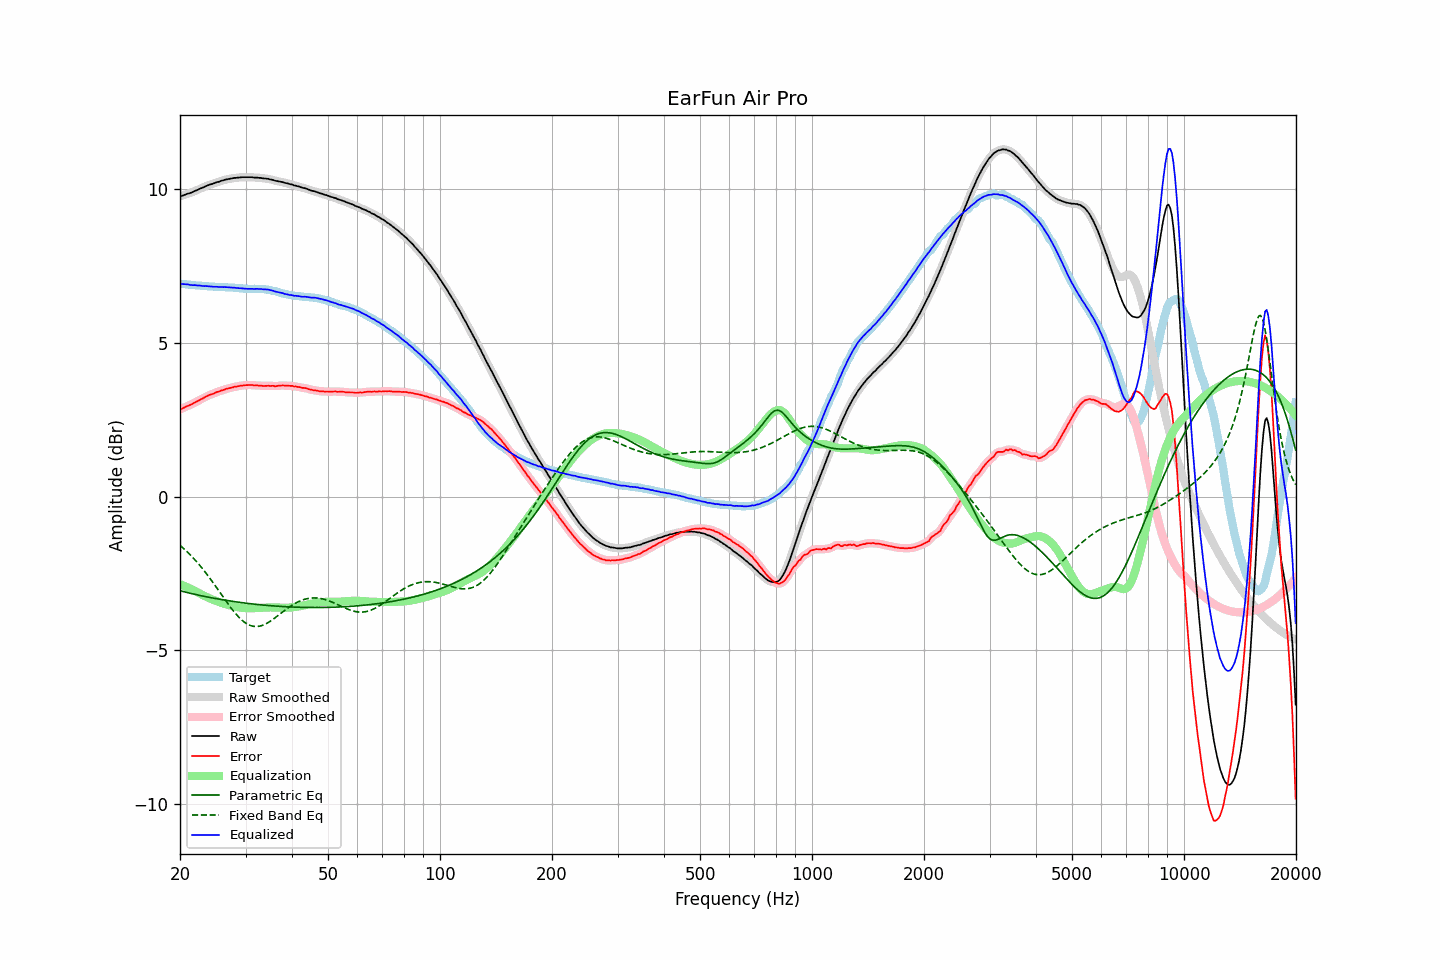 EarFun Air Pro
Amplitude (dBr)
10
5
0
−5
−10
Target
Raw Smoothed
Error Smoothed
Raw
Error
Equalization
Parametric Eq
Fixed Band Eq
Equalized
20 50 100 200 500 1000 2000 5000 10000 20000
Frequency (Hz)